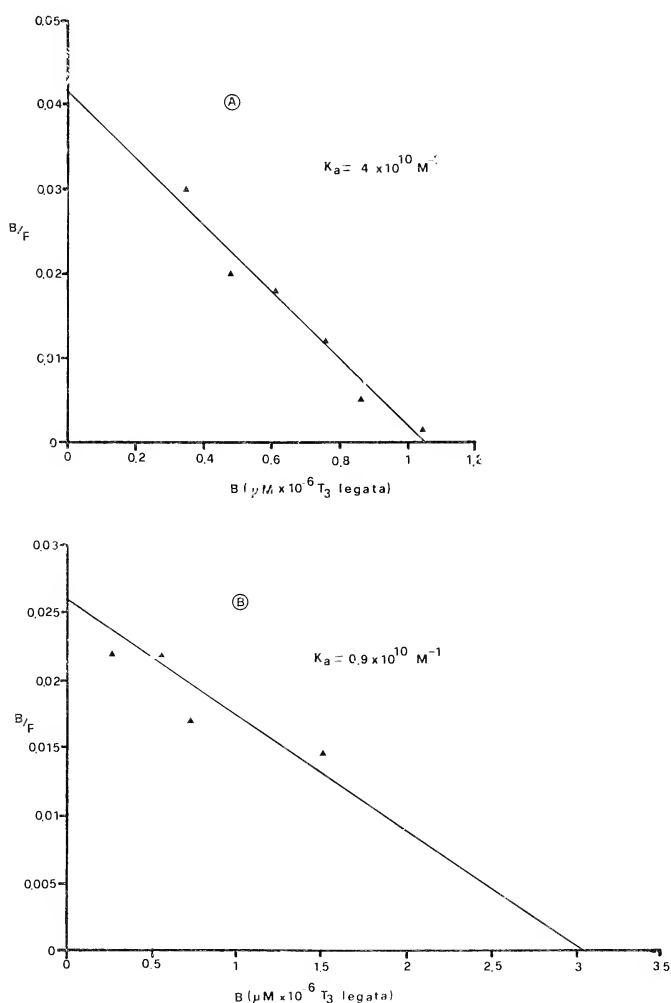 0,05
A
0,04
Ka = 4 x 10^10 M^-1
0,03
B/F
0,02
0,01
0
0 0,2 0,4 0,6 0,8 1 1,2
B ( µM x 10^-6 T3 legata)
0,03
B
0,025
Ka = 0,9 x 10^10 M^-1
0,02
B/F
0,015
0,01
0,005
0
0 0,5 1 1,5 2 2,5 3 3 5
B (µM x 10^-6 T3 legata)